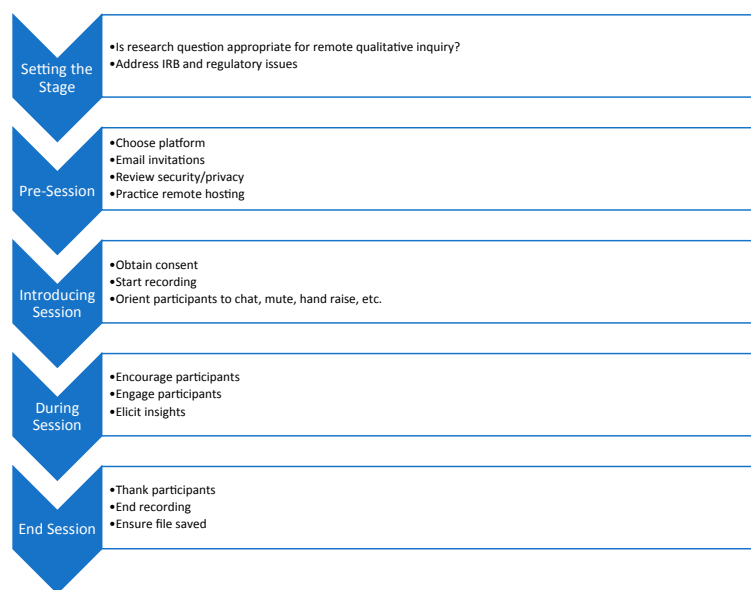 Setting the
Stage
•Is research question appropriate for remote qualitative inquiry?
•Address IRB and regulatory issues
Pre-Session
•Choose platform
•Email invitations
•Review security/privacy
•Practice remote hosting
Introducing
Session
•Obtain consent
•Start recording
•Orient participants to chat, mute, hand raise, etc.
During
Session
•Encourage participants
•Engage participants
•Elicit insights
End Session
•Thank participants
•End recording
•Ensure file saved